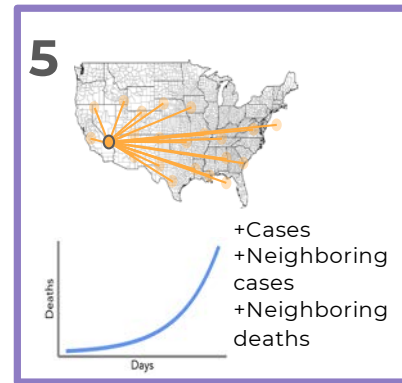 5
+Cases
+Neighboring
cases
+Neighboring
deaths
Deaths
Days